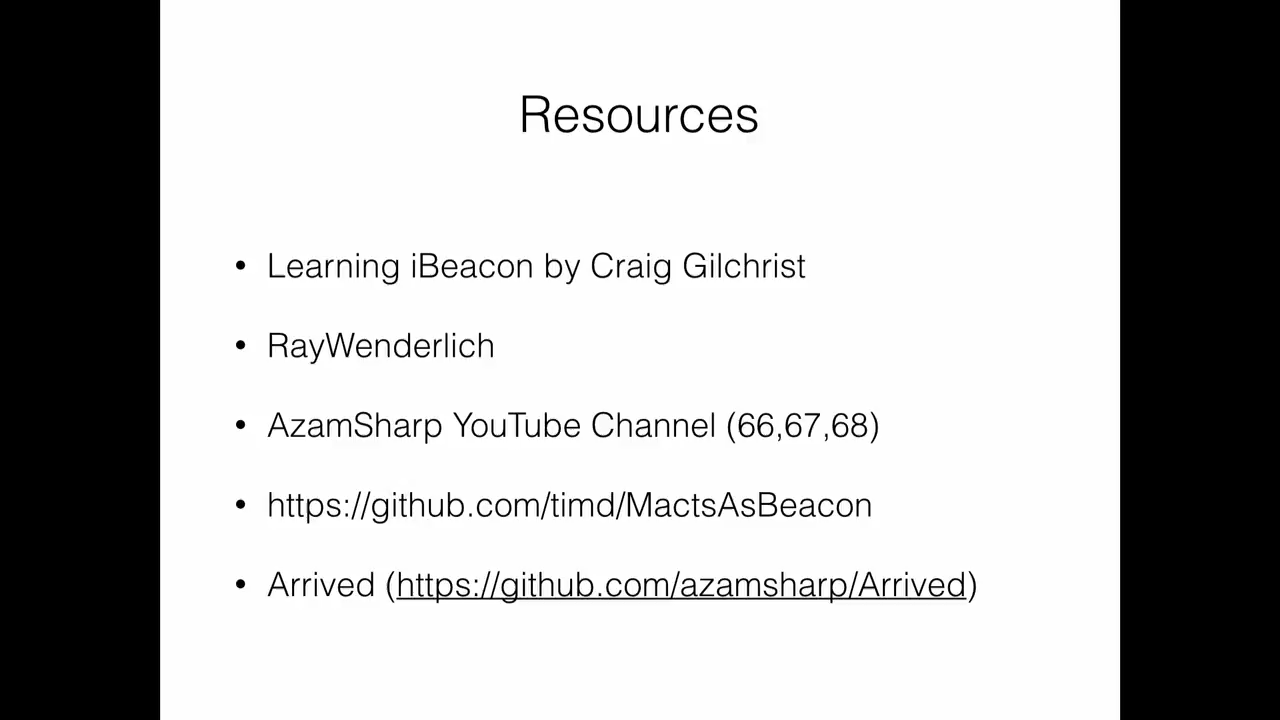 Resources
• Learning iBeacon by Craig Gilchrist
• RayWenderlich
• AzamSharp YouTube Channel (66,67,68)
• https://github.com/timd/MactsAsBeacon
• Arrived (https://github.com/azamsharp/Arrived)